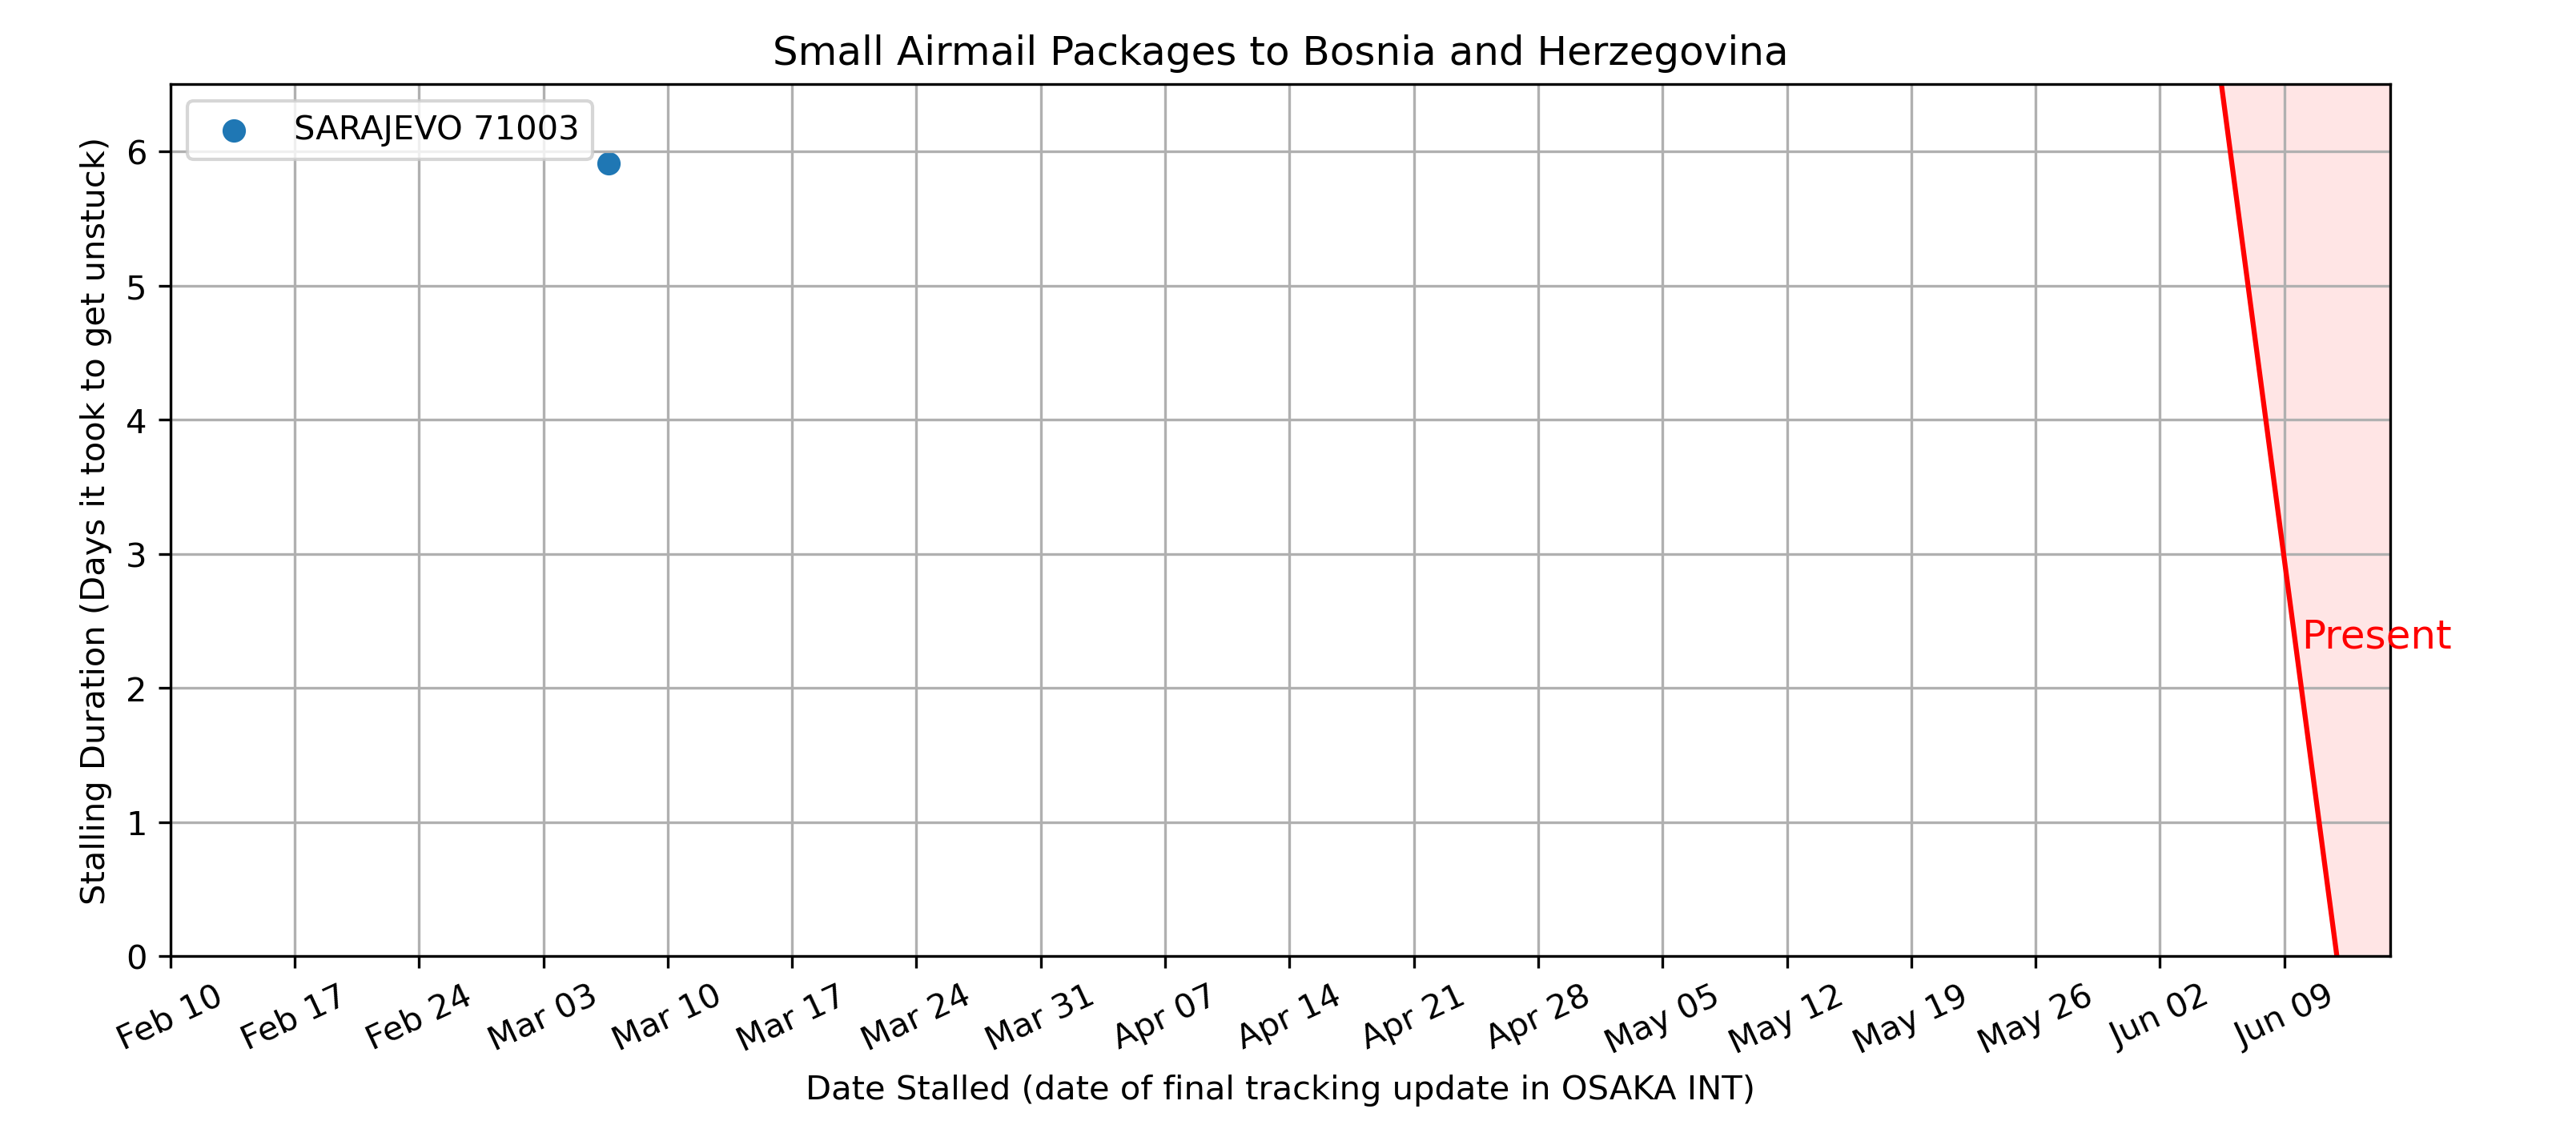 Small Airmail Packages to Bosnia and Herzegovina
SARAJEVO 71003
Stalling Duration (Days it took to get unstuck)
6
5
4
3
2
1
0
Present
Feb 10
Feb 17
Feb 24
Mar 03
Mar 10
Mar 17
Mar 24
Mar 31
Apr 07
Apr 14
Apr 21
Apr 28
May 05
May 12
May 19
May 26
Jun 02
Jun 09
Date Stalled (date of final tracking update in OSAKA INT)